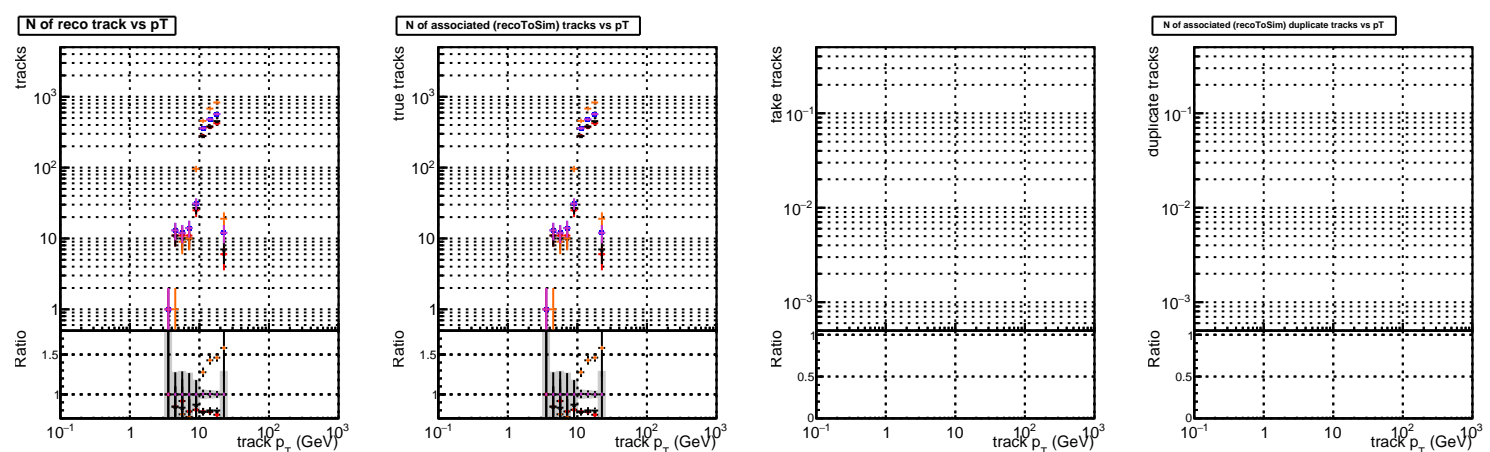 N of reco track vs pT
tracks
10³
10²
10
1
Ratio
1.5
1
10⁻¹ 1 10 10² 10³
track p_T (GeV)
N of associated (recoToSim) tracks vs pT
true tracks
10³
10²
10
1
Ratio
1.5
1
10⁻¹ 1 10 10² 10³
track p_T (GeV)
fake tracks
10⁻¹
10⁻²
10⁻³
Ratio
1
0.5
0
10⁻¹ 1 10 10² 10³
track p_T (GeV)
N of associated (recoToSim) duplicate tracks vs pT
duplicate tracks
10⁻¹
10⁻²
10⁻³
Ratio
1
0.5
0
10⁻¹ 1 10 10² 10³
track p_T (GeV)